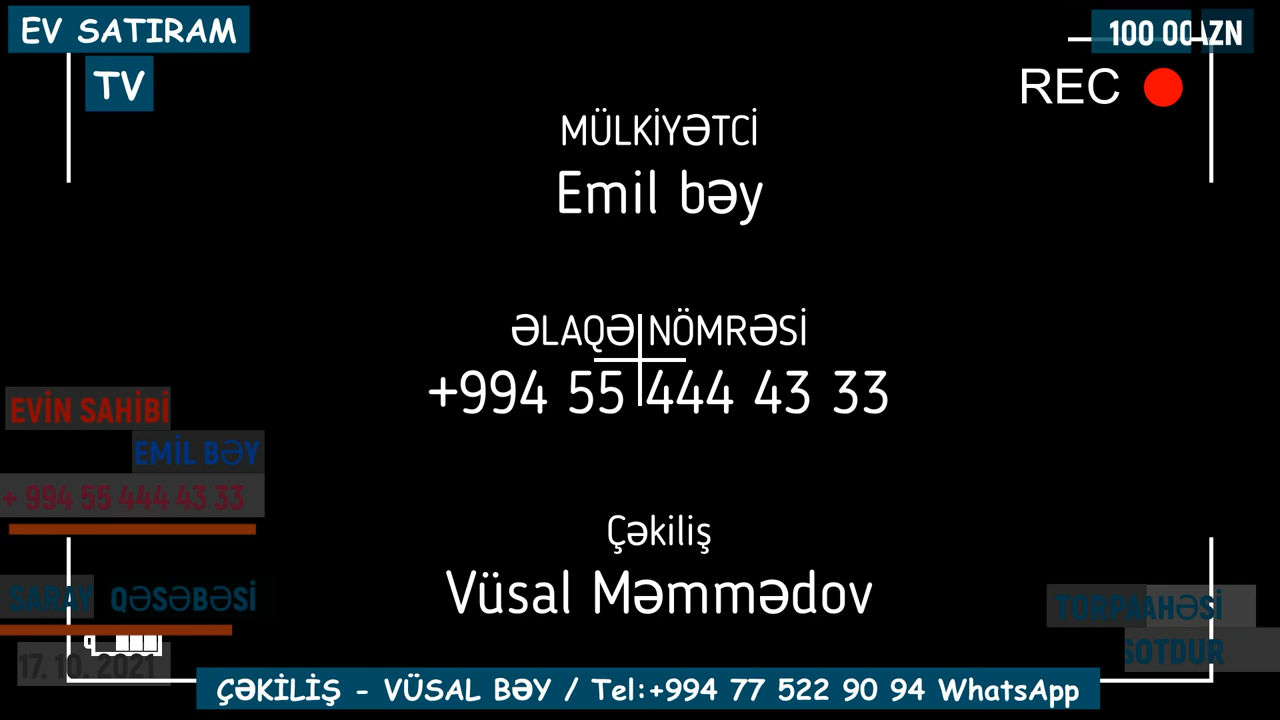 EV SATIRAM
TV
100 00 AZN
REC
MÜLKİYƏTCİ
Emil bəy
ƏLAQƏ NÖMRƏSİ
+994 55 444 43 33
EVİN SAHİBİ
EMİL BƏY
+ 994 55 444 43 33
Çəkiliş
Vüsal Məmmədov
SARAY QƏSƏBƏSİ
17. 10. 2021
SOTDUR
ÇƏKİLİŞ - VÜSAL BƏY / Tel:+994 77 522 90 94 WhatsApp